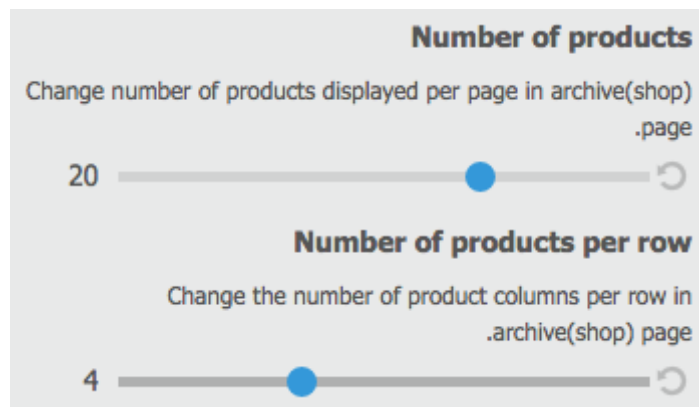 Number of products
Change number of products displayed per page in archive(shop)
.page
20
Number of products per row
Change the number of product columns per row in
.archive(shop) page
4